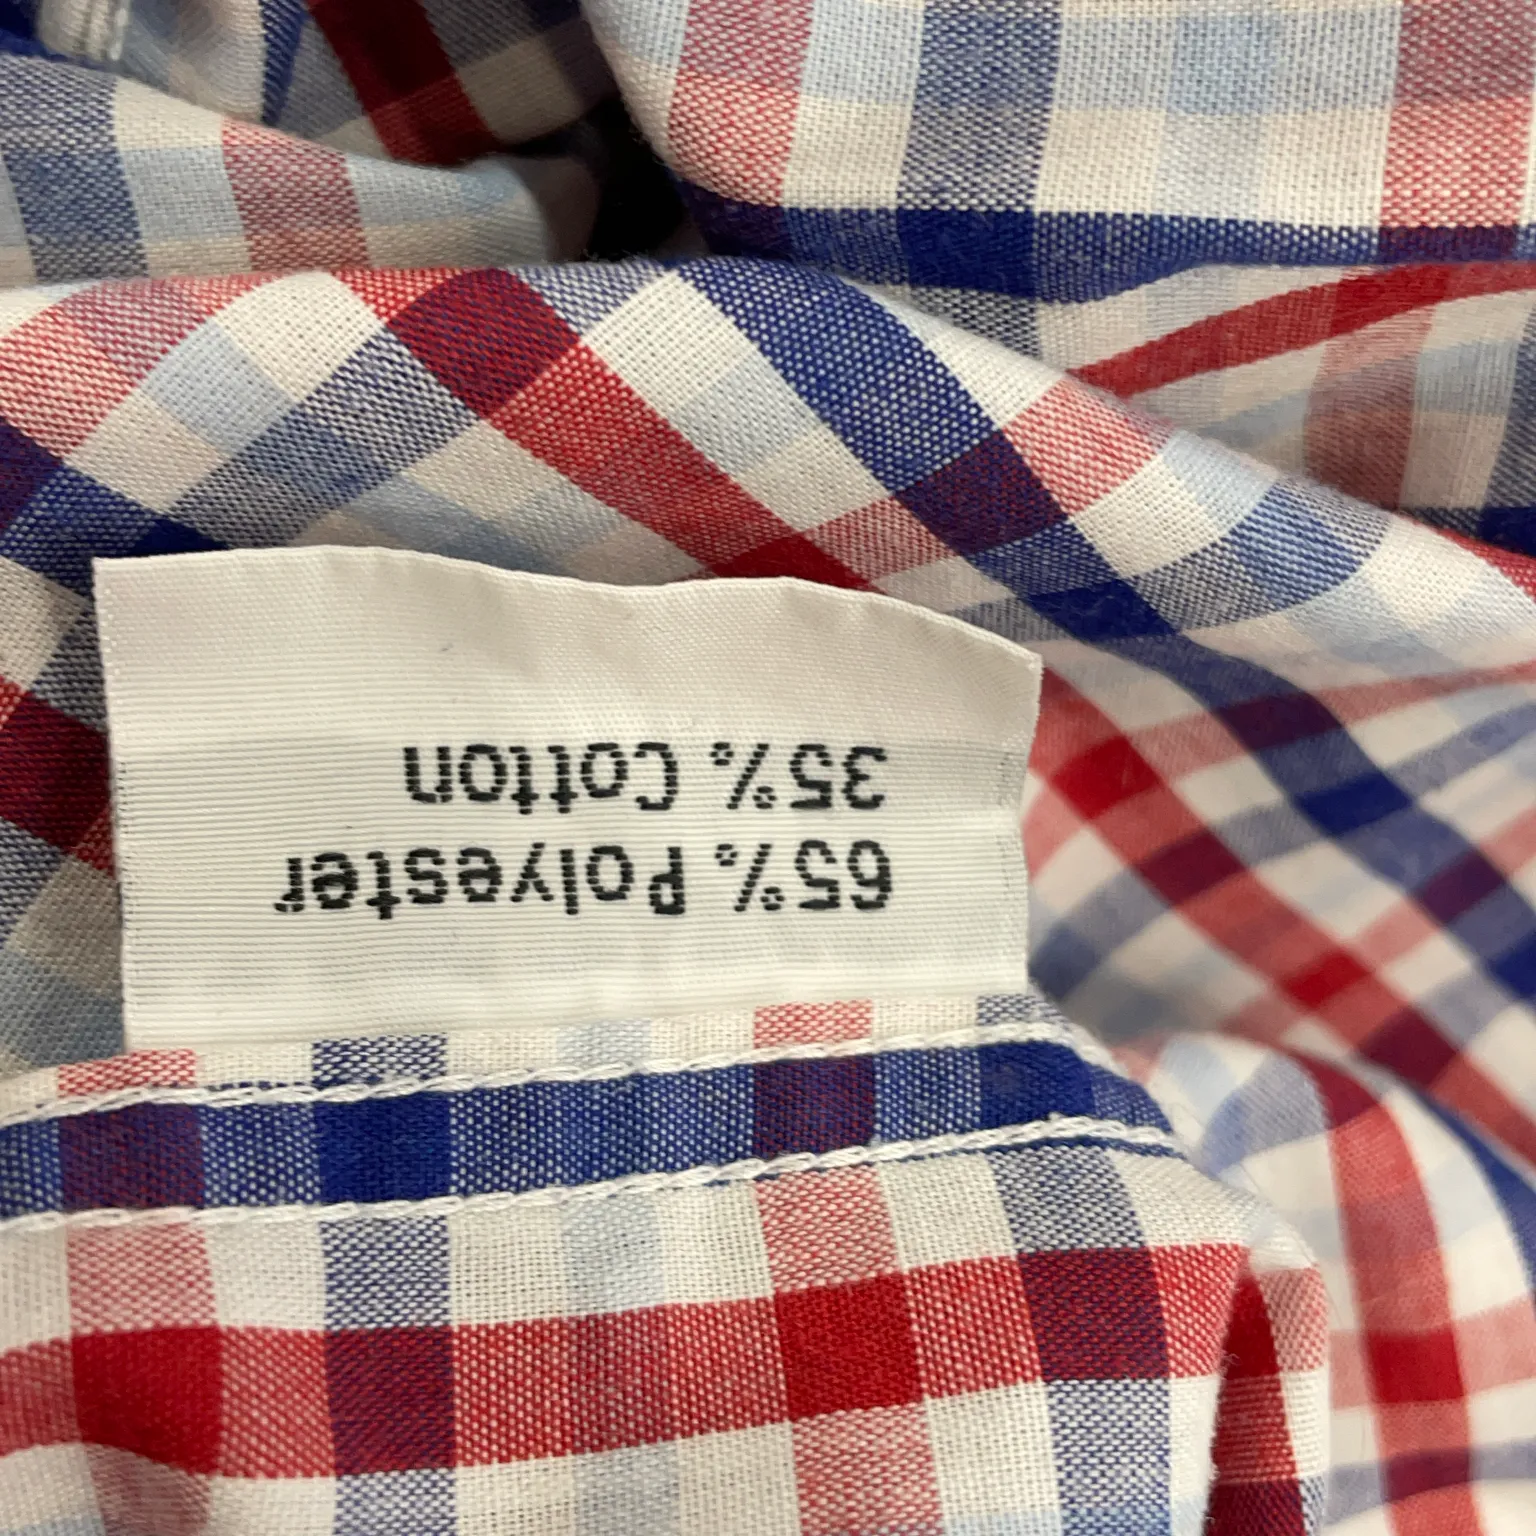 65% Polyester
35% Cotton